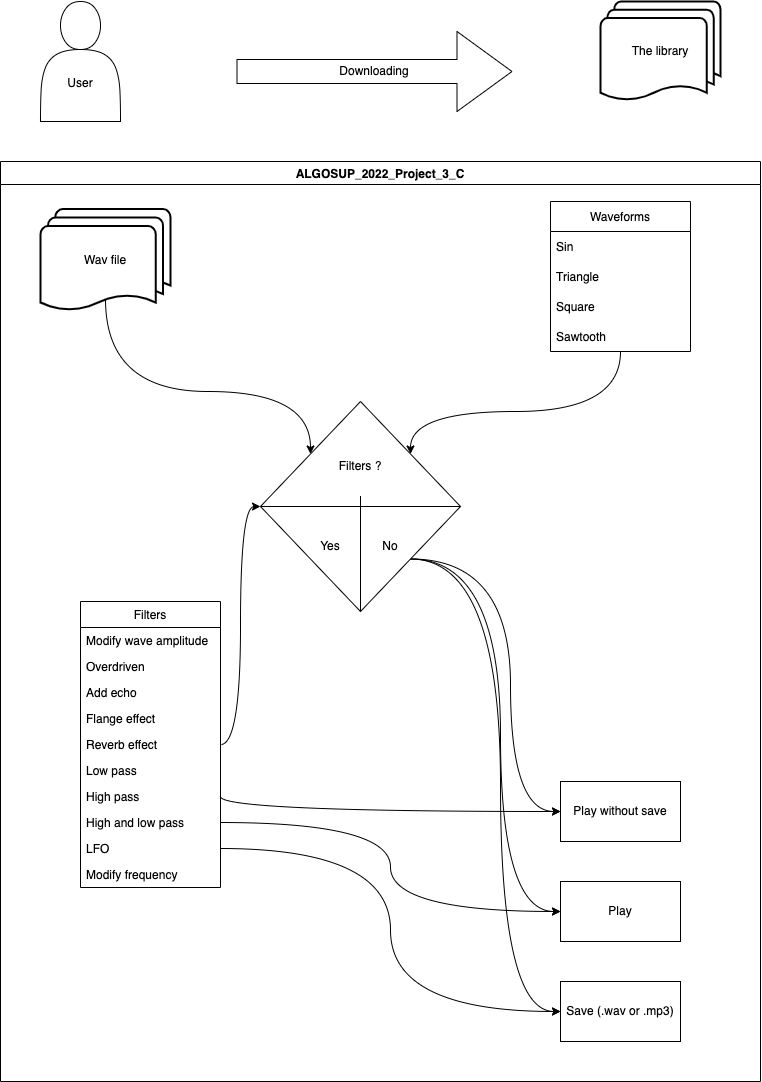 User
Downloading
The library
ALGOSUP_2022_Project_3_C
Wav file
Waveforms
Sin
Triangle
Square
Sawtooth
Filters ?
Yes
No
Filters
Modify wave amplitude
Overdriven
Add echo
Flange effect
Reverb effect
Low pass
High pass
High and low pass
LFO
Modify frequency
Play without save
Play
Save (.wav or .mp3)